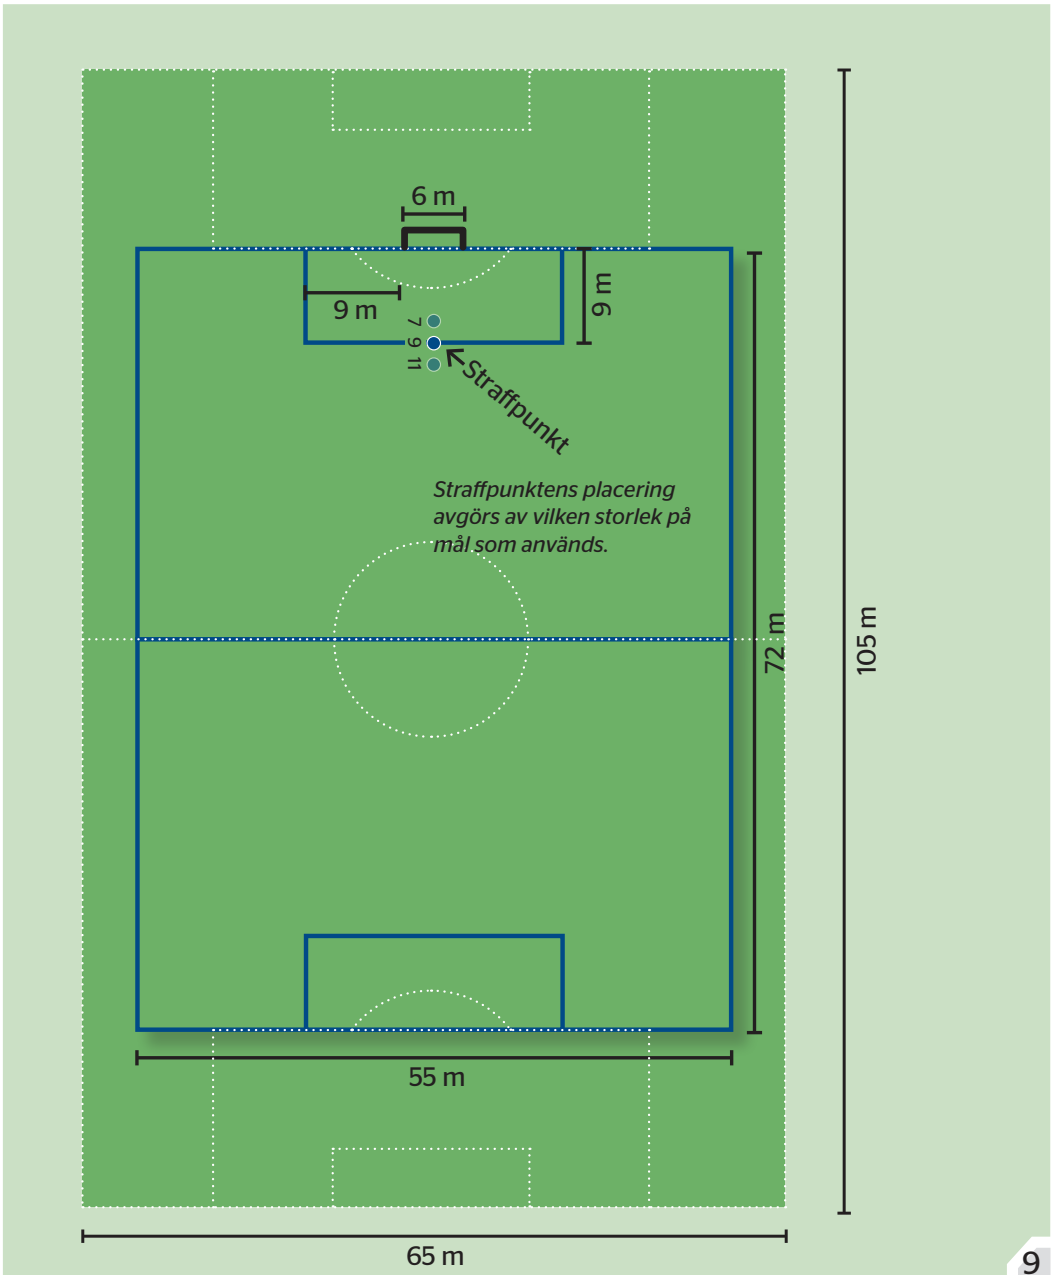 6 m
9 m
9 m
7
9
11
Straffpunkt
Straffpunktens placering
avgörs av vilken storlek på
mål som används.
72 m
105 m
55 m
65 m
9